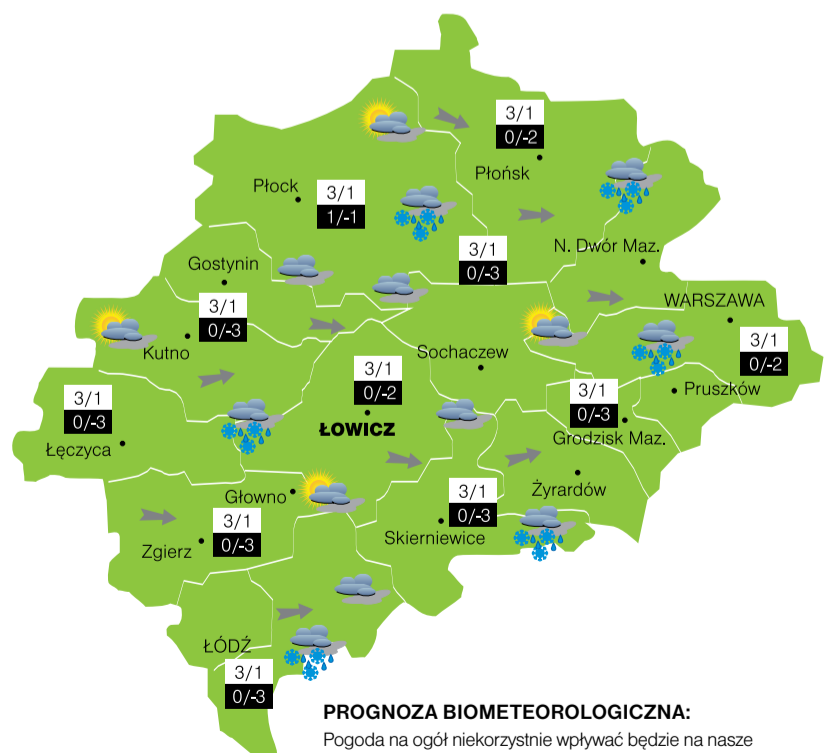 3/1
0/-2
Płońsk
Płock
3/1
1/-1
3/1
0/-3
N. Dwór Maz.
Gostynin
3/1
0/-3
Kutno
WARSZAWA
3/1
0/-2
Sochaczew
3/1
0/-2
ŁOWICZ
Pruszków
3/1
0/-3
Grodzisk Maz.
3/1
0/-3
Łęczyca
Głowno
Żyrardów
3/1
0/-3
Skierniewice
3/1
0/-3
Zgierz
ŁÓDŹ
3/1
0/-3
PROGNOZA BIOMETEOROLOGICZNA:
Pogoda na ogół niekorzystnie wpływać będzie na nasze